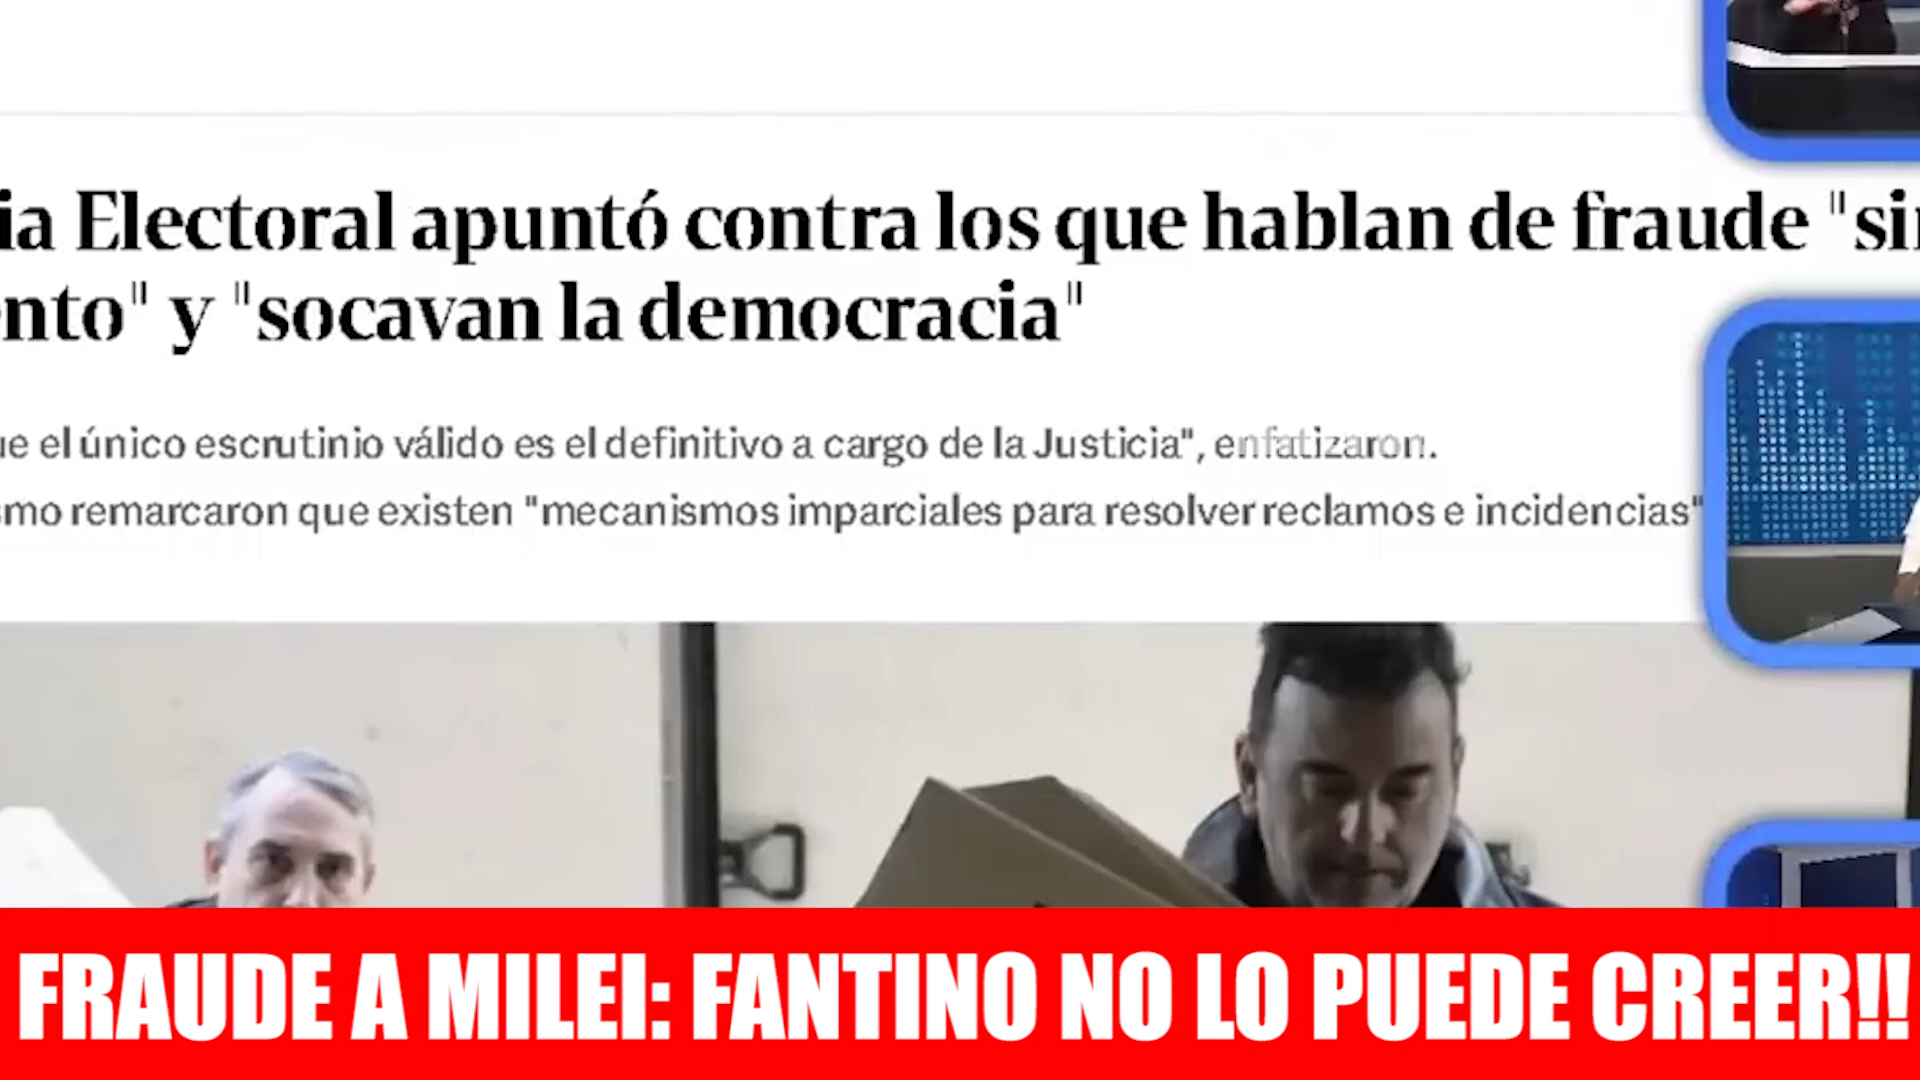 ia Electoral apuntó contra los que hablan de fraude "sin
ento" y "socavan la democracia"
ue el único escrutinio válido es el definitivo a cargo de la Justicia", enfatizaron.
smo remarcaron que existen "mecanismos imparciales para resolver reclamos e incidencias"
FRAUDE A MILEI: FANTINO NO LO PUEDE CREER!!